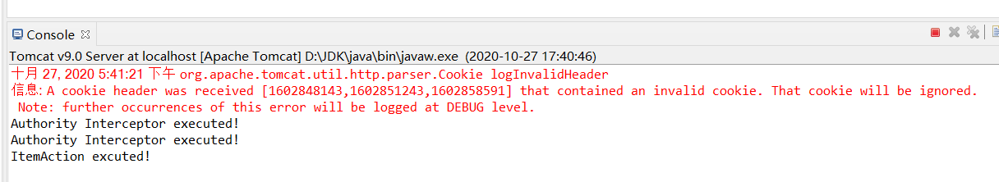 Console
Tomcat v9.0 Server at localhost [Apache Tomcat] D:\JDK\java\bin\javaw.exe (2020-10-27 17:40:46)
十月 27, 2020 5:41:21 下午 org.apache.tomcat.util.http.parser.Cookie logInvalidHeader
信息: A cookie header was received [1602848143,1602851243,1602858591] that contained an invalid cookie. That cookie will be ignored.
Note: further occurrences of this error will be logged at DEBUG level.
Authority Interceptor executed!
Authority Interceptor executed!
ItemAction excuted!